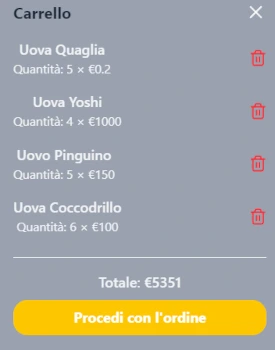 Carrello
Uova Quaglia
Quantità: 5 × €0.2
Uova Yoshi
Quantità: 4 × €1000
Uovo Pinguino
Quantità: 5 × €150
Uova Coccodrillo
Quantità: 6 × €100
Totale: €5351
Procedi con l'ordine